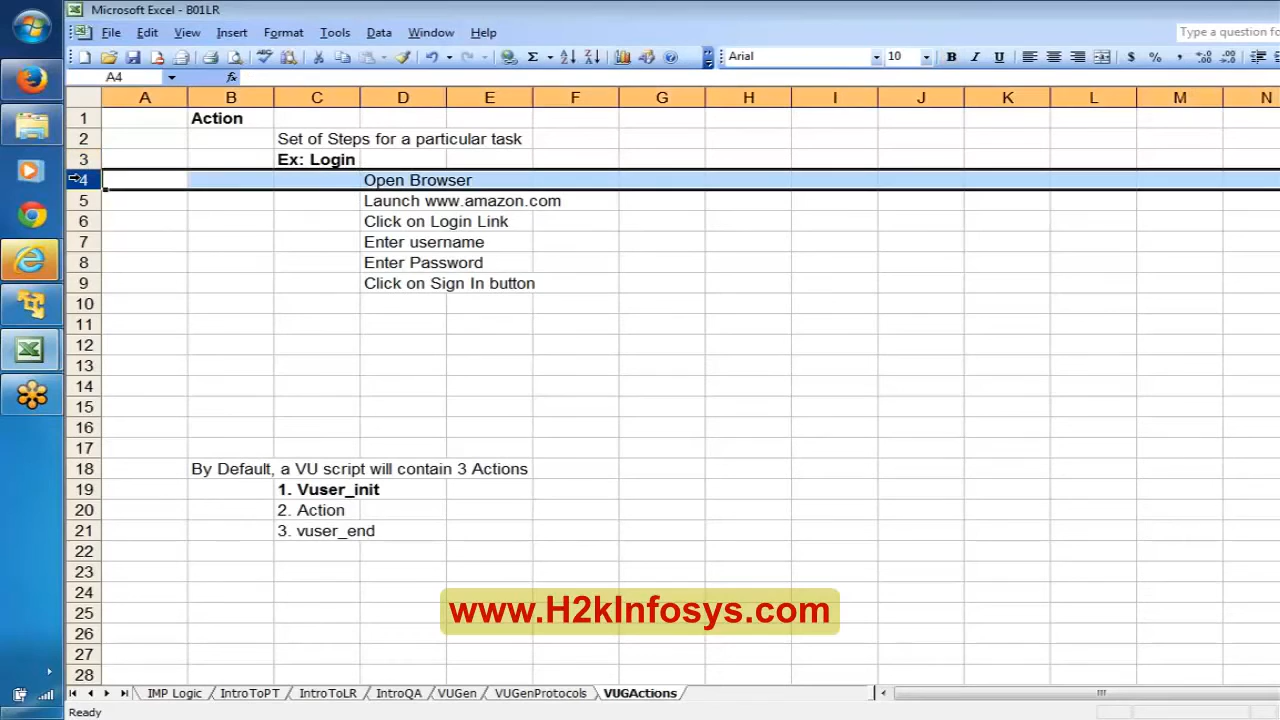 Microsoft Excel - B01LR
File Edit View Insert Format Tools Data Window Help
Type a question fo
Arial 10 B I U $ % ,
A4 fx
A B C D E F G H I J K L M N
1 Action
2 Set of Steps for a particular task
3 Ex: Login
4 Open Browser
5 Launch www.amazon.com
6 Click on Login Link
7 Enter username
8 Enter Password
9 Click on Sign In button
10
11
12
13
14
15
16
17
18 By Default, a VU script will contain 3 Actions
19 1. Vuser_init
20 2. Action
21 3. vuser_end
22
23
24
25
26
27
28
www.H2kInfosys.com
IMP Logic IntroToPT IntroToLR IntroQA VUGen VUGenProtocols VUGActions
Ready